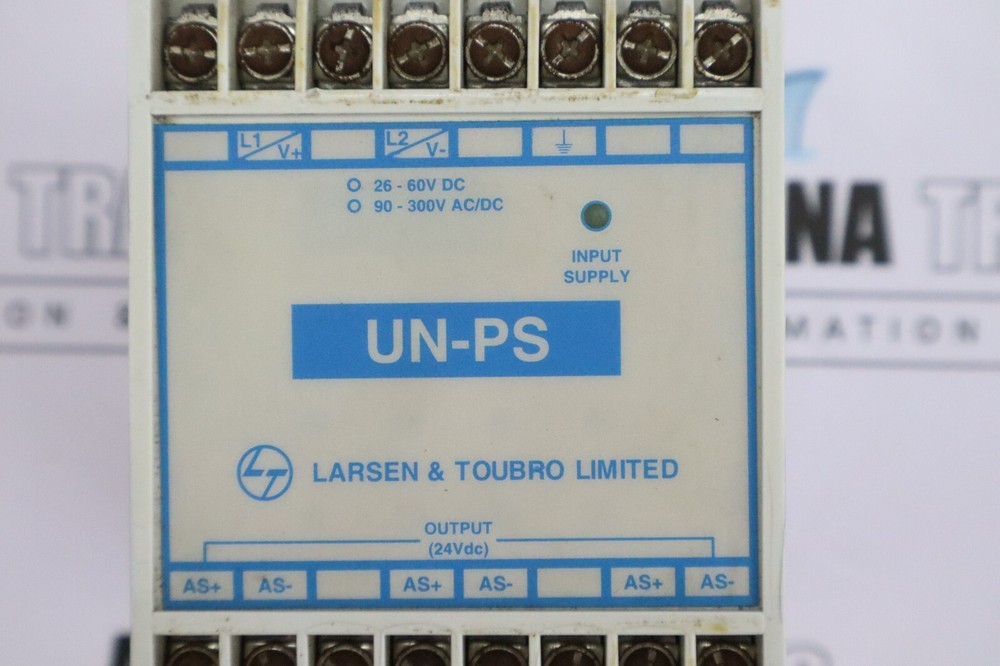 L1 V+ L2 V-
26 - 60V DC
90 - 300V AC/DC
INPUT
SUPPLY
UN-PS
LT LARSEN & TOUBRO LIMITED
OUTPUT
(24Vdc)
AS+ AS- AS+ AS- AS+ AS-